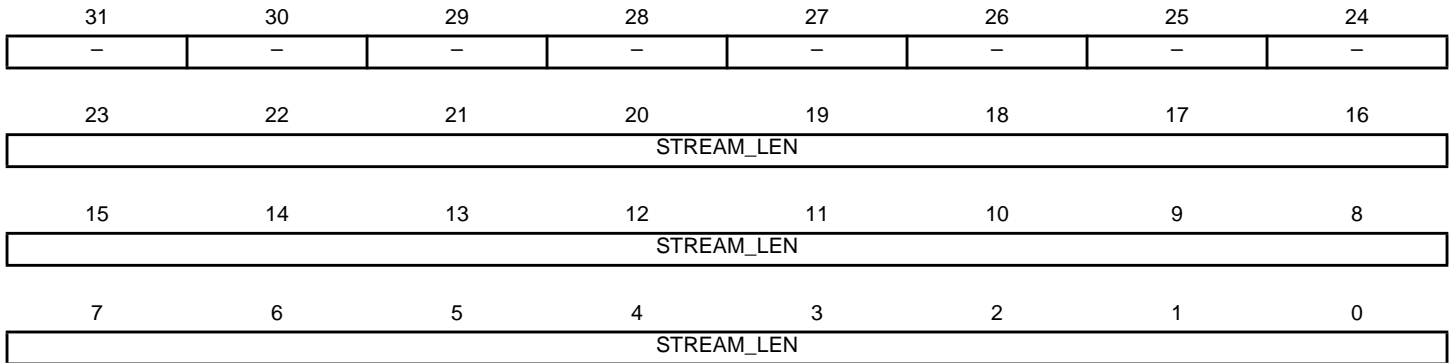 31 30 29 28 27 26 25 24
– – – – – – – –
23 22 21 20 19 18 17 16
STREAM_LEN
15 14 13 12 11 10 9 8
STREAM_LEN
7 6 5 4 3 2 1 0
STREAM_LEN